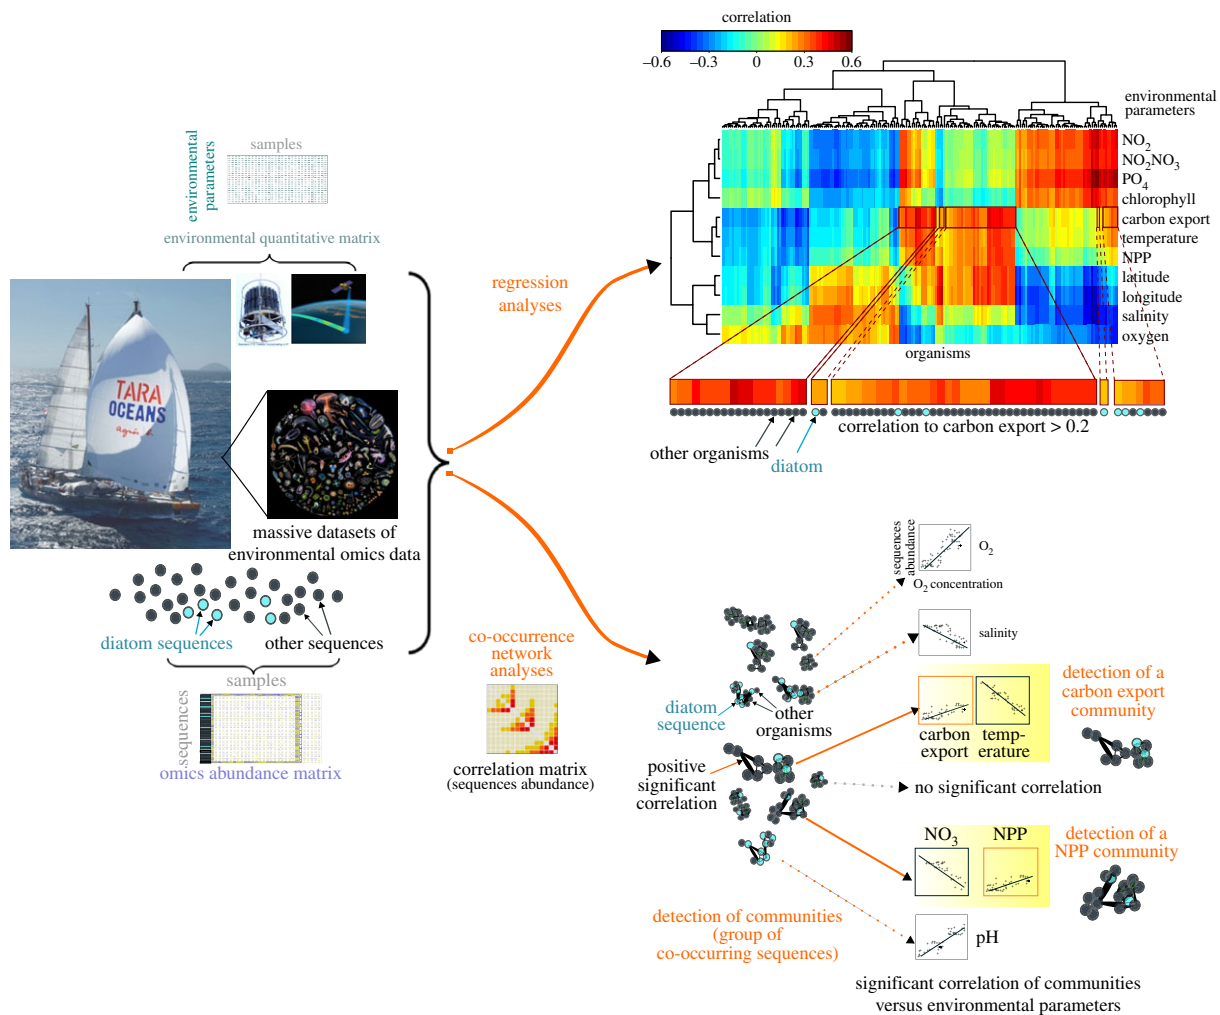 correlation
–0.6 –0.3 0 0.3 0.6
environmental
parameters
NO2
NO2NO3
PO4
chlorophyll
carbon export
temperature
NPP
latitude
longitude
salinity
oxygen
organisms
correlation to carbon export > 0.2
other organisms
diatom
environmental
parameters
samples
environmental quantitative matrix
regression
analyses
TARA
OCEANS
agnès b.
massive datasets of
environmental omics data
diatom sequences
other sequences
samples
sequences
omics abundance matrix
co-occurrence
network
analyses
correlation matrix
(sequences abundance)
sequences
abundance
O2
O2 concentration
salinity
diatom
sequence
other
organisms
carbon
export
temp-
erature
detection of a
carbon export
community
positive
significant
correlation
no significant correlation
NO3
NPP
detection of a
NPP community
detection of communities
(group of
co-occurring sequences)
pH
significant correlation of communities
versus environmental parameters